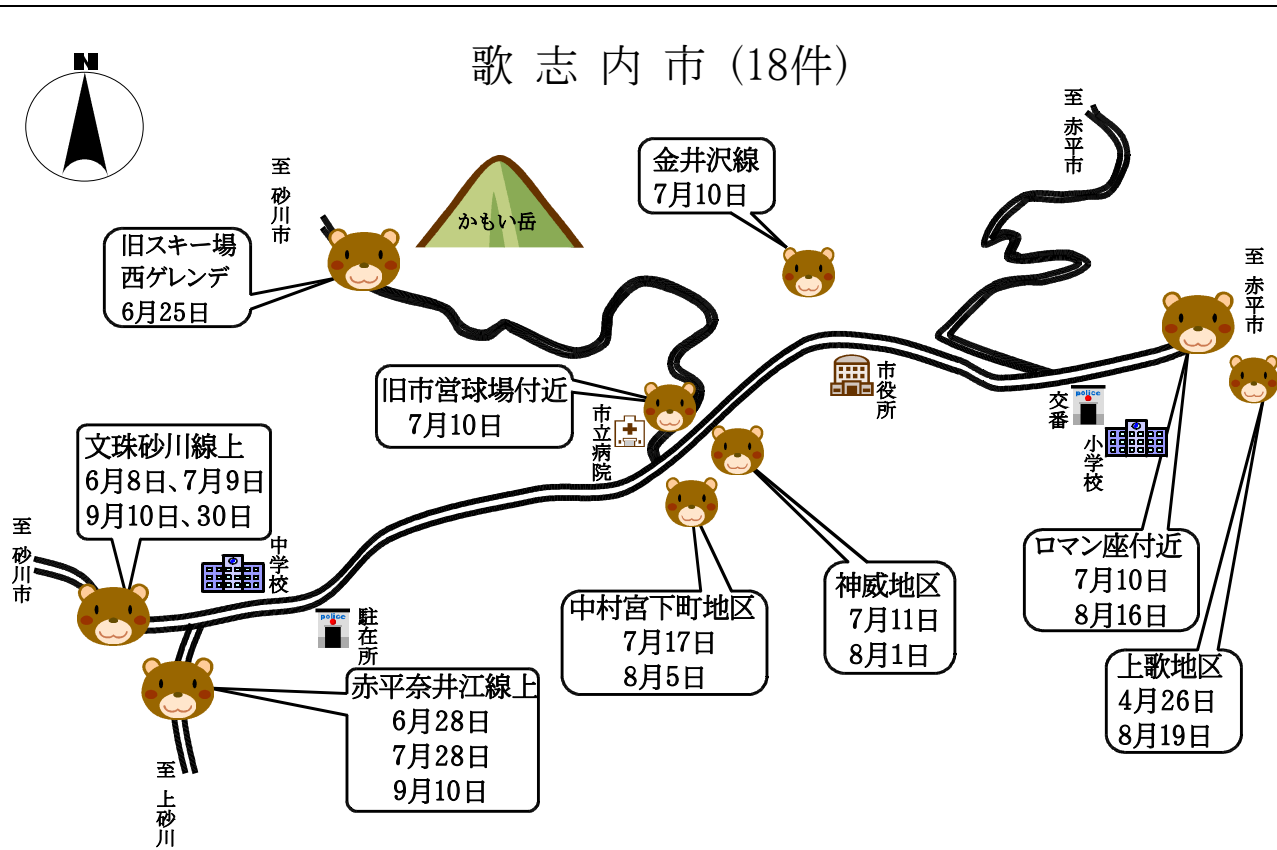 歌志内市 (18件)
N
至 赤平市
至 砂川市
かもい岳
金井沢線
7月10日
旧スキー場
西ゲレンデ
6月25日
至 赤平市
旧市営球場付近
7月10日
市立病院
市役所
交番
police
小学校
文珠砂川線上
6月8日、7月9日
9月10日、30日
至 砂川市
中学校
police
駐在所
ロマン座付近
7月10日
8月16日
神威地区
7月11日
8月1日
中村宮下町地区
7月17日
8月5日
上歌地区
4月26日
8月19日
赤平奈井江線上
6月28日
7月28日
9月10日
至 上砂川